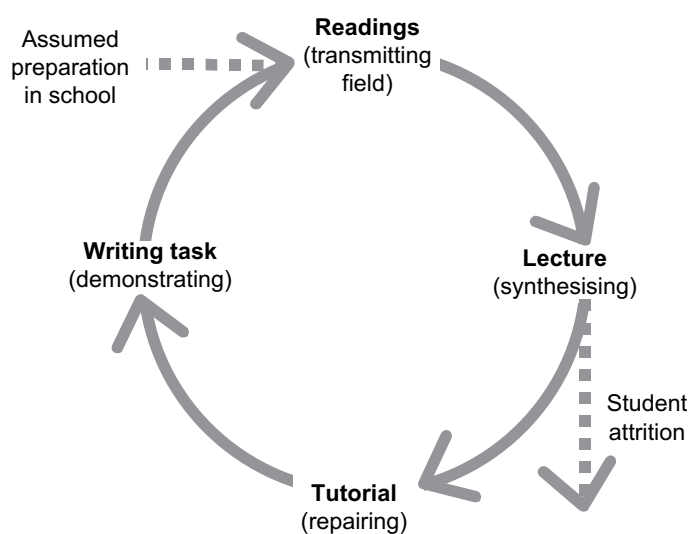 Assumed
preparation
in school
Readings
(transmitting
field)
Lecture
(synthesising)
Student
attrition
Tutorial
(repairing)
Writing task
(demonstrating)